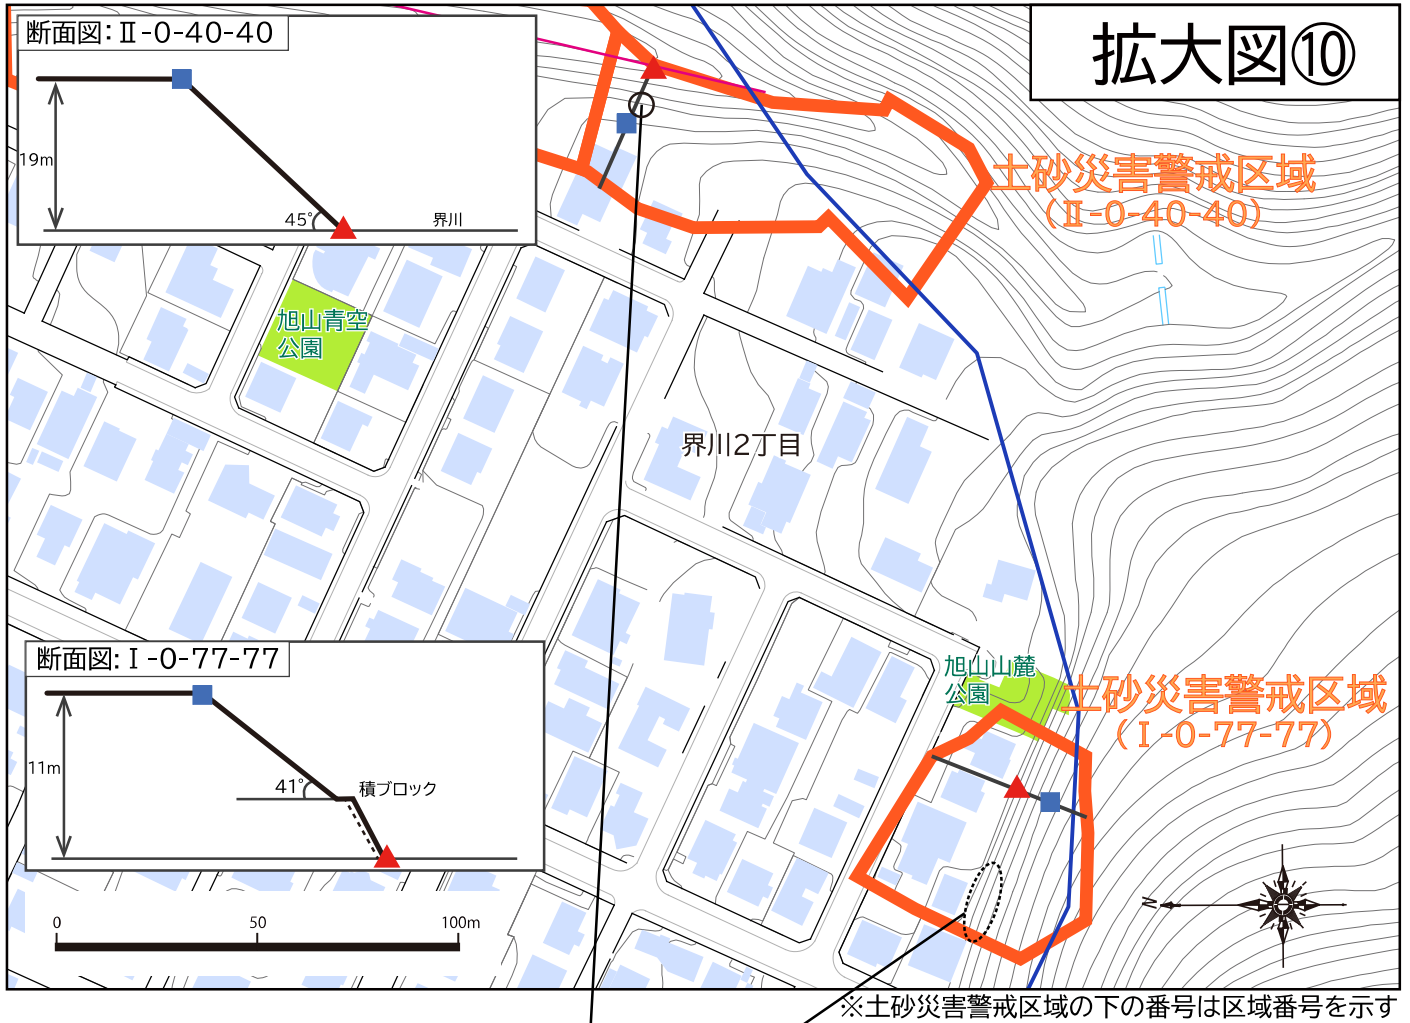 断面図:Ⅱ-0-40-40
19m
45°
界川
拡大図⑩
土砂災害警戒区域
(Ⅱ-0-40-40)
旭山青空
公園
界川2丁目
断面図:Ⅰ-0-77-77
11m
41°
積ブロック
旭山山麓
公園
土砂災害警戒区域
(Ⅰ-0-77-77)
0 50 100m
N
※土砂災害警戒区域の下の番号は区域番号を示す